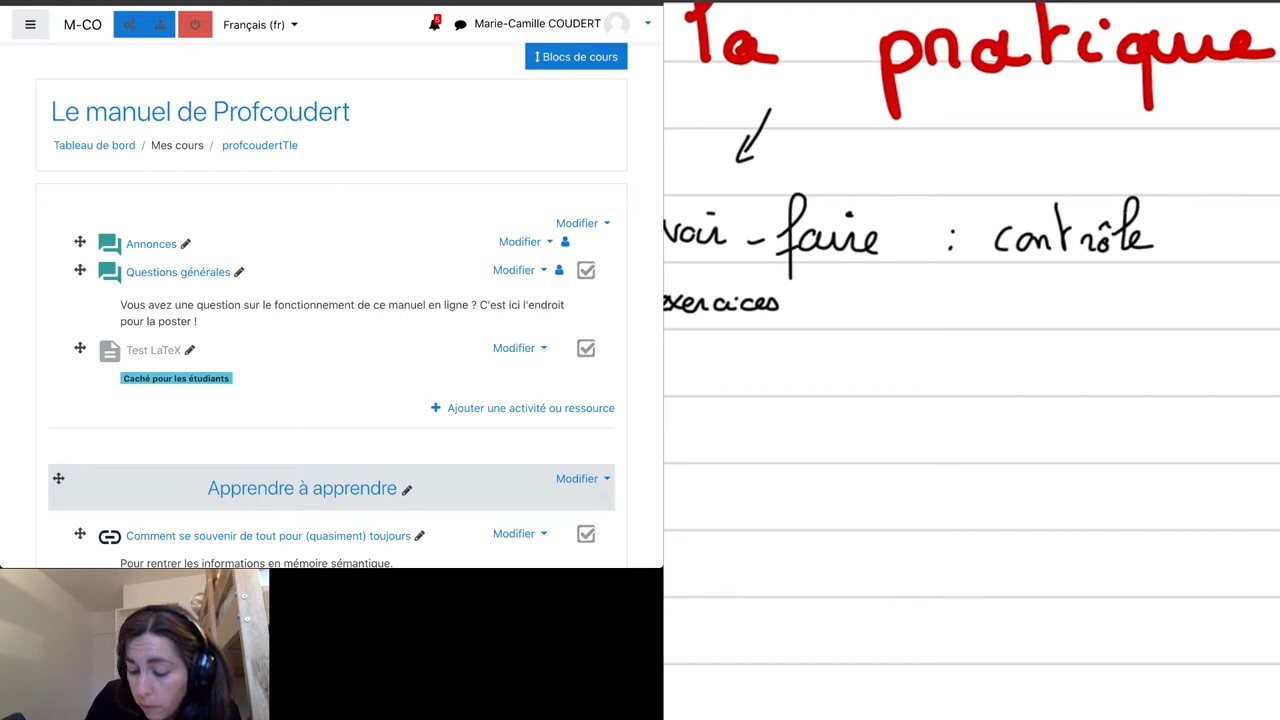 M-CO
Français (fr)
5
Marie-Camille COUDERT
Blocs de cours
Le manuel de Profcoudert
Tableau de bord / Mes cours / profcoudertTle
Modifier
Annonces
Modifier
Questions générales
Modifier
Vous avez une question sur le fonctionnement de ce manuel en ligne ? C'est ici l'endroit
pour la poster !
Test LaTeX
Modifier
Caché pour les étudiants
Ajouter une activité ou ressource
Apprendre à apprendre
Modifier
Comment se souvenir de tout pour (quasiment) toujours
Modifier
Pour rentrer les informations en mémoire sémantique.
la pratique
voir - faire : contrôle
exercices